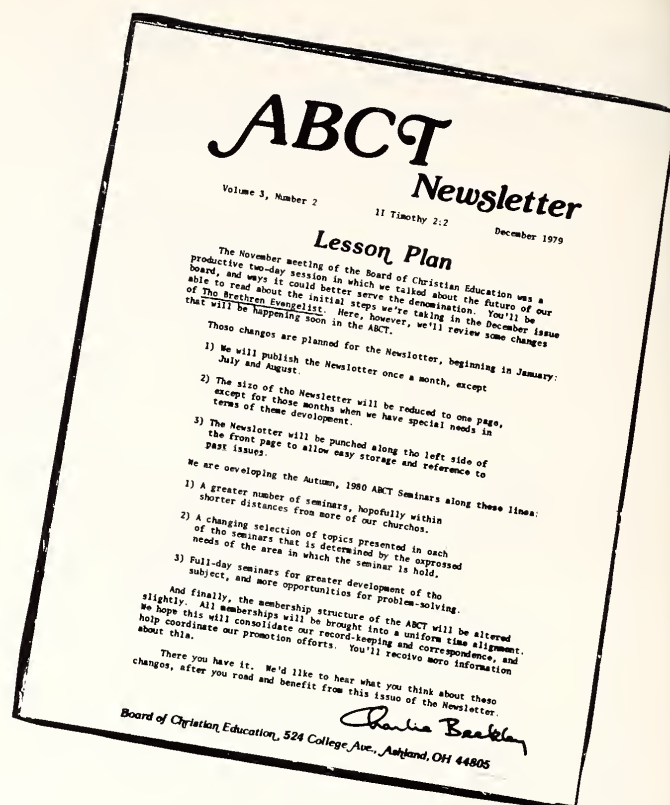 ABCT
Newsletter
Volume 3, Number 2
II Timothy 2:2
December 1979
Lesson Plan
The November meeting of the Board of Christian Education was a
productive two-day session in which we talked about the future of our
board, and ways it could better serve the denomination. You'll be
able to read about the initial steps we're taking in the December issue
of The Brethren Evangelist. Here, however, we'll review some changes
that will be happening soon in the ABCT.
These changes are planned for the Newsletter, beginning in January:
1) We will publish the Newsletter once a month, except
July and August.
2) The size of the Newsletter will be reduced to one page,
except for those months when we have special needs in
terms of theme development.
3) The Newsletter will be punched along the left side of
the front page to allow easy storage and reference to
past issues.
We are developing the Autumn, 1980 ABCT Seminars along these lines:
1) A greater number of seminars, hopefully within
shorter distances from more of our churches.
2) A changing selection of topics presented in each
of the seminars that is determined by the expressed
needs of the area in which the seminar is held.
3) Full-day seminars for greater development of the
subject, and more opportunities for problem-solving.
And finally, the membership structure of the ABCT will be altered
slightly. All memberships will be brought into a uniform time alignment.
We hope this will consolidate our record-keeping and correspondence, and
help coordinate our promotion efforts. You'll receive more information
about this.
There you have it. We'd like to hear what you think about these
changes, after you read and benefit from this issue of the Newsletter.
Charlie Beekley
Board of Christian Education, 524 College Ave., Ashland, OH 44805